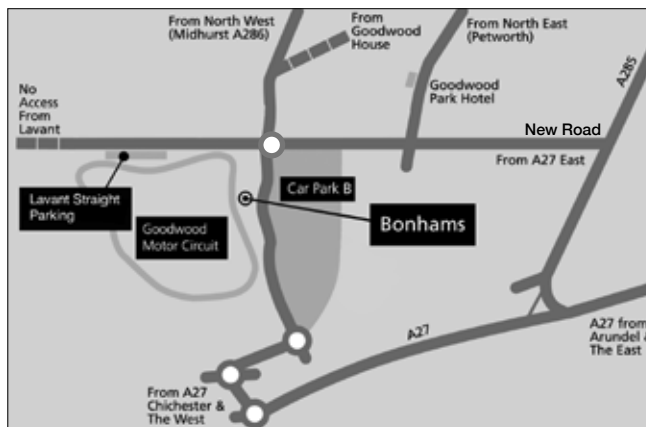 From North West
(Midhurst A286)
From
Goodwood
House
From North East
(Petworth)
A285
No
Access
From
Lavant
Goodwood
Park Hotel
New Road
From A27 East
Lavant Straight
Parking
Car Park B
Goodwood
Motor Circuit
Bonhams
A27
A27 from
Arundel &
The East
From A27
Chichester &
The West